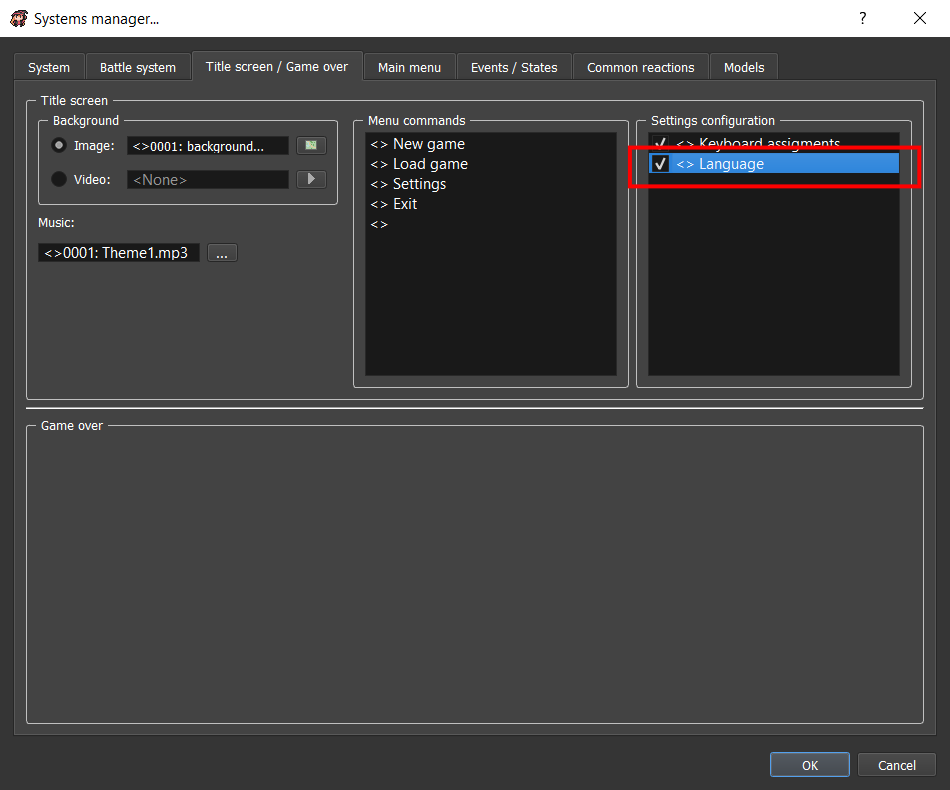 Systems manager...
?
System
Battle system
Title screen / Game over
Main menu
Events / States
Common reactions
Models
Title screen
Background
Image:
<>0001: background...
Video:
<None>
Music:
<>0001: Theme1.mp3
...
Menu commands
<> New game
<> Load game
<> Settings
<> Exit
<>
Settings configuration
<> Keyboard assigments
<> Language
Game over
OK
Cancel